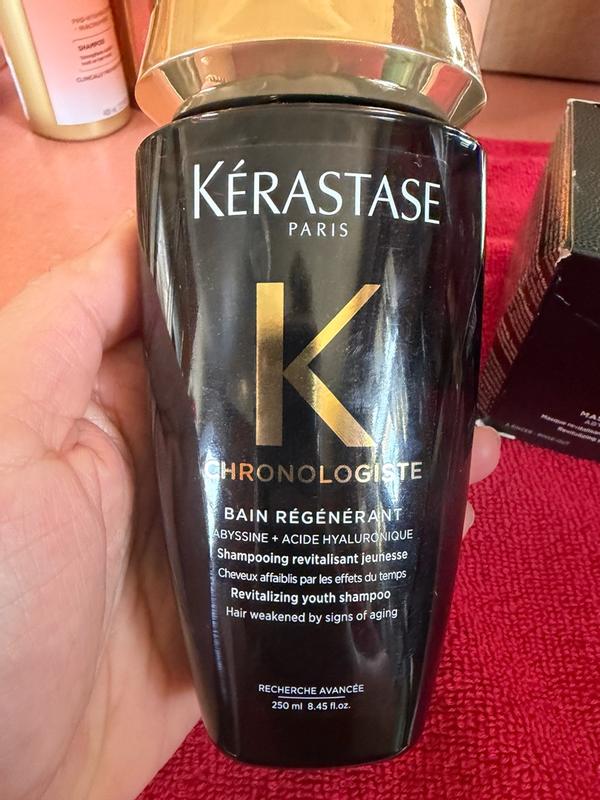 SHAMPOO
KÉRASTASE
PARIS
K
CHRONOLOGISTE
BAIN RÉGÉNÉRANT
ABYSSINE + ACIDE HYALURONIQUE
Shampooing revitalisant jeunesse
Cheveux affaiblis par les effets du temps
Revitalizing youth shampoo
Hair weakened by signs of aging
RECHERCHE AVANCÉE
250 ml 8.45 fl.oz.